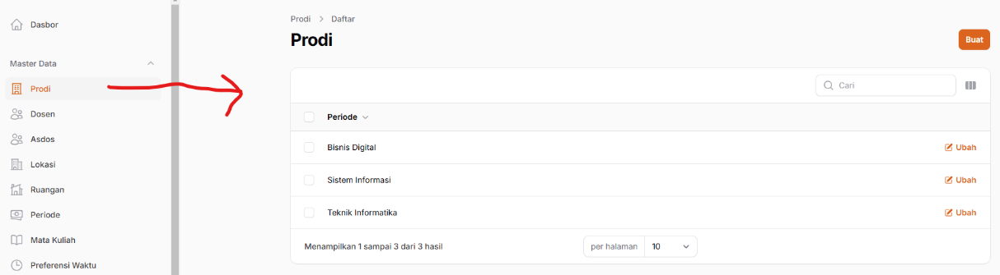 Dasbor
Master Data
Prodi
Dosen
Asdos
Lokasi
Ruangan
Periode
Mata Kuliah
Preferensi Waktu
Prodi > Daftar
Prodi
Buat
Cari
Periode
Bisnis Digital Ubah
Sistem Informasi Ubah
Teknik Informatika Ubah
Menampilkan 1 sampai 3 dari 3 hasil per halaman 10